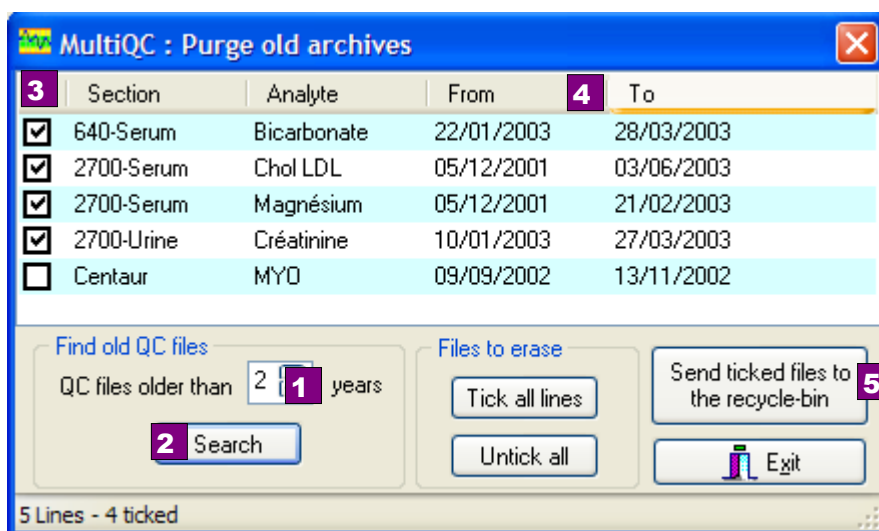 MultiQC : Purge old archives
3 Section Analyte From 4 To
640-Serum Bicarbonate 22/01/2003 28/03/2003
2700-Serum Chol LDL 05/12/2001 03/06/2003
2700-Serum Magnésium 05/12/2001 21/02/2003
2700-Urine Créatinine 10/01/2003 27/03/2003
Centaur MYO 09/09/2002 13/11/2002
Find old QC files
QC files older than 2 1 years
2 Search
Files to erase
Tick all lines
Untick all
Send ticked files to 5
the recycle-bin
Exit
5 Lines - 4 ticked